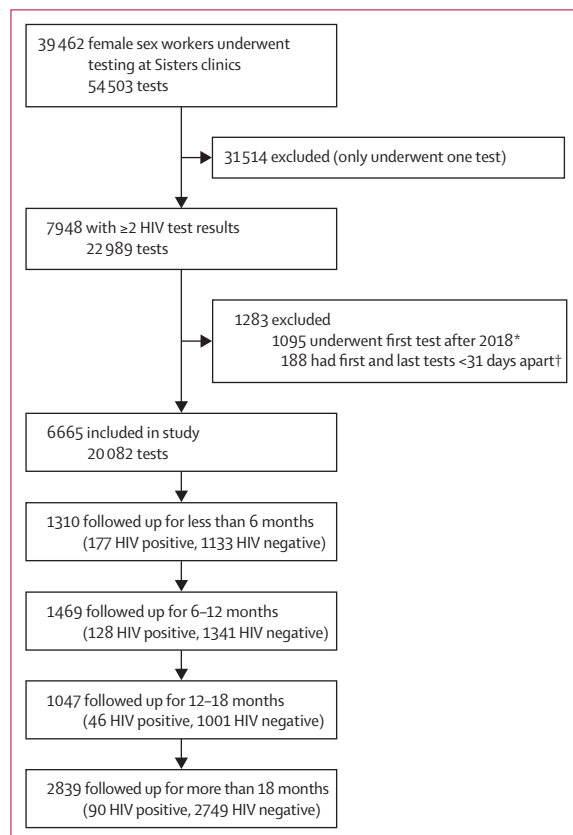 39 462 female sex workers underwent
testing at Sisters clinics
54 503 tests
31 514 excluded (only underwent one test)
7948 with ≥2 HIV test results
22 989 tests
1283 excluded
1095 underwent first test after 2018*
188 had first and last tests <31 days apart†
6665 included in study
20 082 tests
1310 followed up for less than 6 months
(177 HIV positive, 1133 HIV negative)
1469 followed up for 6–12 months
(128 HIV positive, 1341 HIV negative)
1047 followed up for 12–18 months
(46 HIV positive, 1001 HIV negative)
2839 followed up for more than 18 months
(90 HIV positive, 2749 HIV negative)